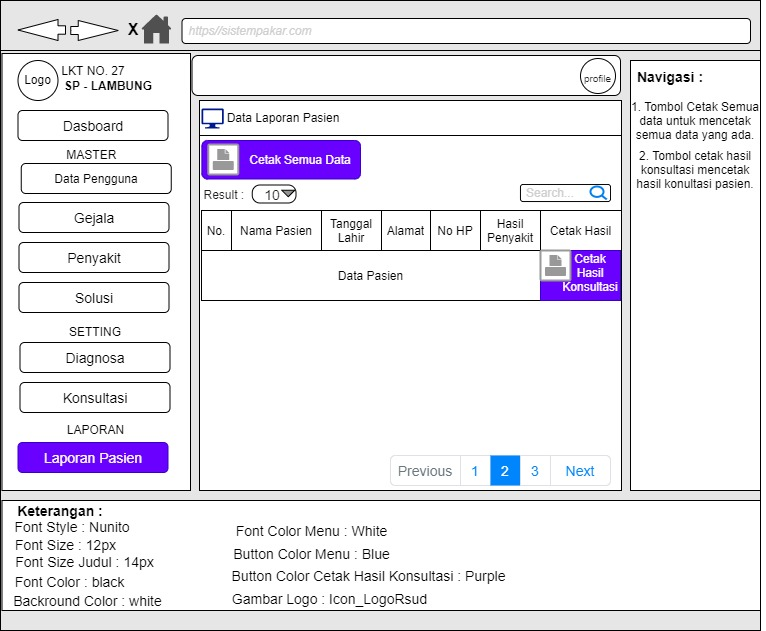 X
https//sistempakar.com
Logo
LKT NO. 27
SP - LAMBUNG
Dasboard
MASTER
Data Pengguna
Gejala
Penyakit
Solusi
SETTING
Diagnosa
Konsultasi
LAPORAN
Laporan Pasien
profile
Data Laporan Pasien
Cetak Semua Data
Result :
10
Search...
No.
Nama Pasien
Tanggal
Lahir
Alamat
No HP
Hasil
Penyakit
Cetak Hasil
Data Pasien
Cetak
Hasil
Konsultasi
Previous
1
2
3
Next
Navigasi :
1. Tombol Cetak Semua
data untuk mencetak
semua data yang ada.
2. Tombol cetak hasil
konsultasi mencetak
hasil konultasi pasien.
Keterangan :
Font Style : Nunito
Font Size : 12px
Font Size Judul : 14px
Font Color : black
Backround Color : white
Font Color Menu : White
Button Color Menu : Blue
Button Color Cetak Hasil Konsultasi : Purple
Gambar Logo : Icon_LogoRsud